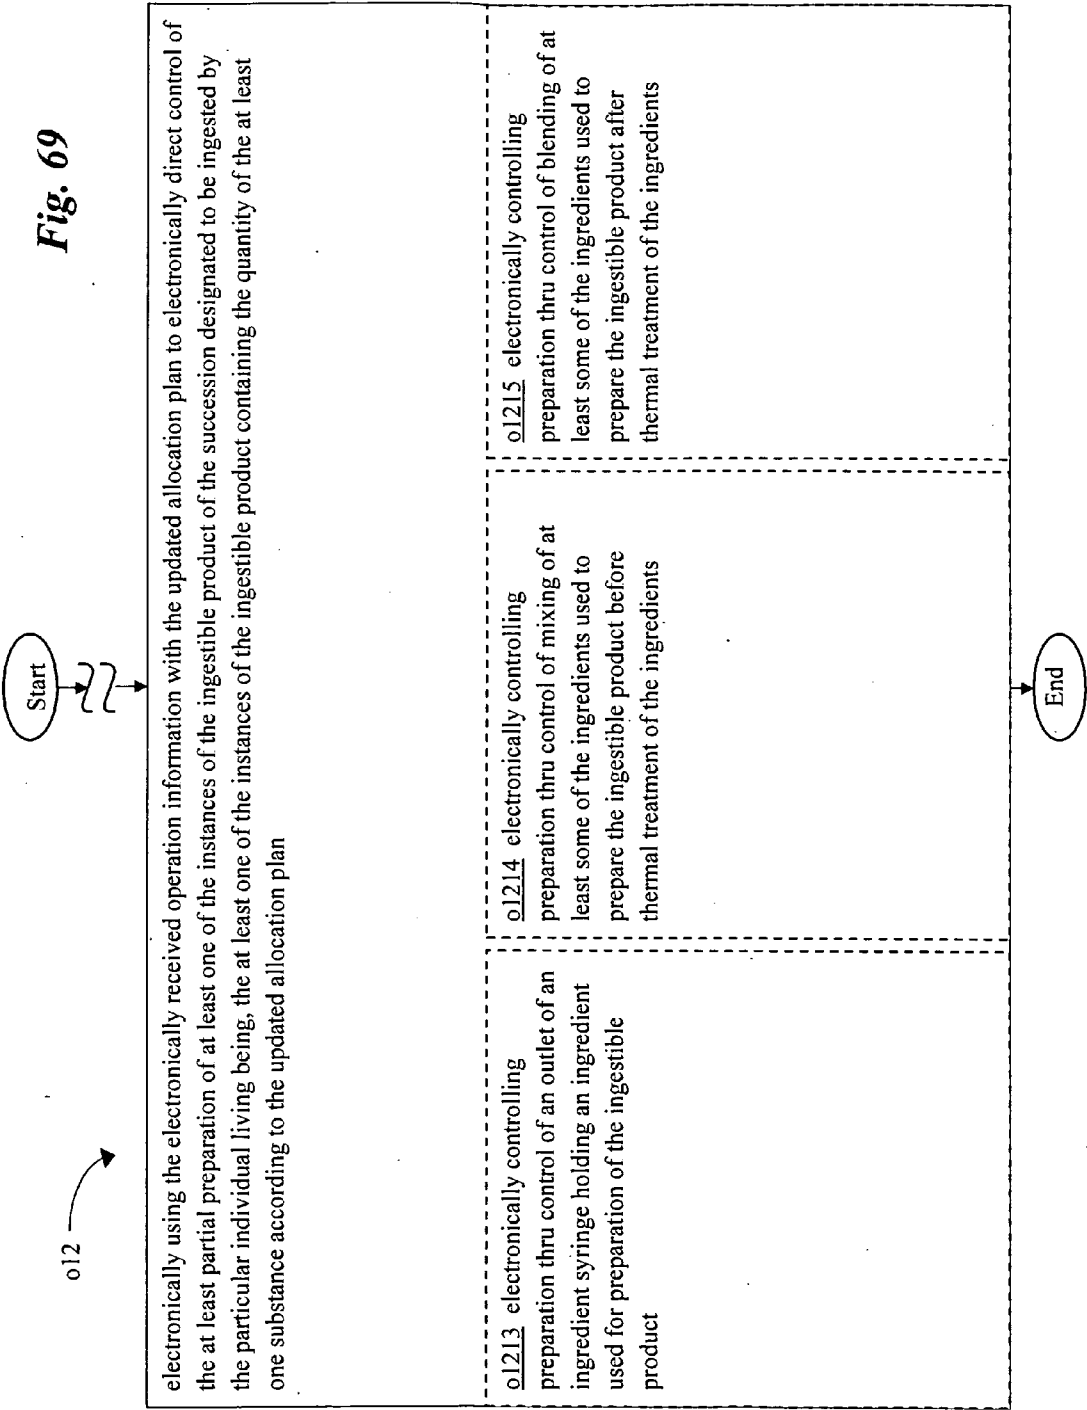 Fig. 69
Start
o12
electronically using the electronically received operation information with the updated allocation plan to electronically direct control of
the at least partial preparation of at least one of the instances of the ingestible product of the succession designated to be ingested by
the particular individual living being, the at least one of the instances of the ingestible product containing the quantity of the at least
one substance according to the updated allocation plan
o1213 electronically controlling
preparation thru control of an outlet of an
ingredient syringe holding an ingredient
used for preparation of the ingestible
product
o1214 electronically controlling
preparation thru control of mixing of at
least some of the ingredients used to
prepare the ingestible product before
thermal treatment of the ingredients
o1215 electronically controlling
preparation thru control of blending of at
least some of the ingredients used to
prepare the ingestible product after
thermal treatment of the ingredients
End